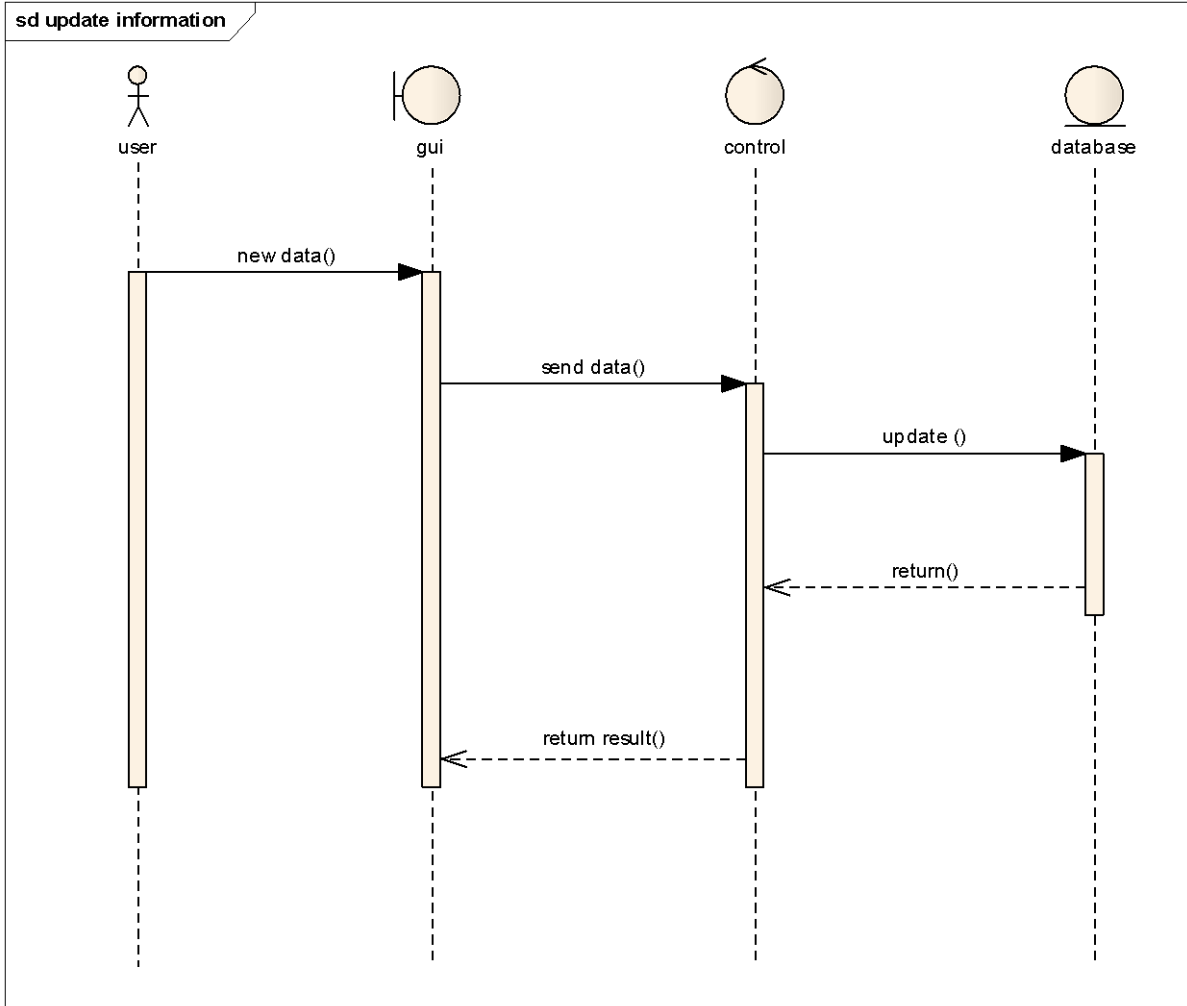 sd update information
user
gui
control
database
new data()
send data()
update ()
return()
return result()